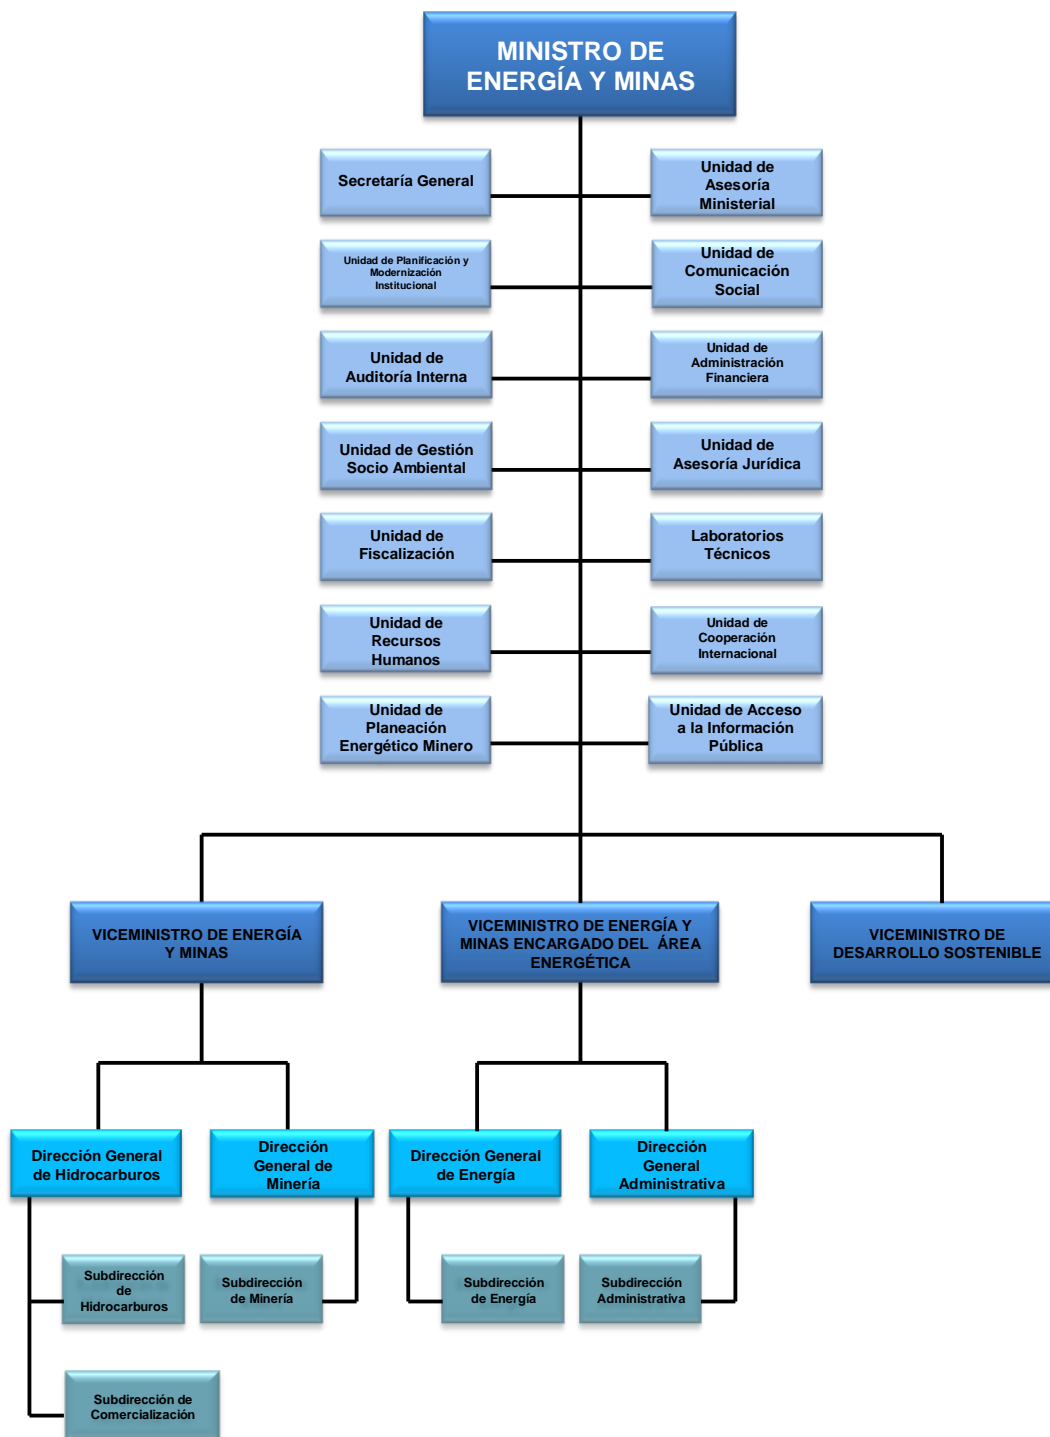 MINISTRO DE
ENERGÍA Y MINAS
Secretaría General
Unidad de
Asesoría
Ministerial
Unidad de Planificación y
Modernización
Institucional
Unidad de
Comunicación
Social
Unidad de
Auditoría Interna
Unidad de
Administración
Financiera
Unidad de Gestión
Socio Ambiental
Unidad de
Asesoría Jurídica
Unidad de
Fiscalización
Laboratorios
Técnicos
Unidad de
Recursos
Humanos
Unidad de
Cooperación
Internacional
Unidad de
Planeación
Energético Minero
Unidad de Acceso
a la Información
Pública
VICEMINISTRO DE ENERGÍA
Y MINAS
VICEMINISTRO DE ENERGÍA Y
MINAS ENCARGADO DEL ÁREA
ENERGÉTICA
VICEMINISTRO DE
DESARROLLO SOSTENIBLE
Dirección General
de Hidrocarburos
Dirección
General de
Minería
Dirección General
de Energía
Dirección
General
Administrativa
Subdirección
de
Hidrocarburos
Subdirección
de Minería
Subdirección
de Energía
Subdirección
Administrativa
Subdirección de
Comercialización